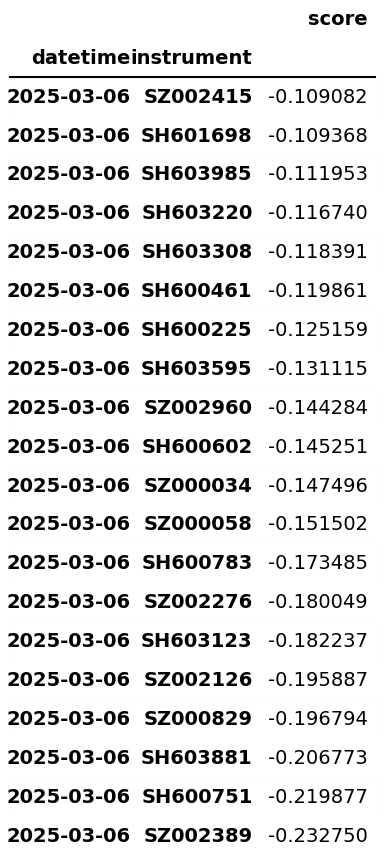 score
datetime instrument
2025-03-06 SZ002415 -0.109082
2025-03-06 SH601698 -0.109368
2025-03-06 SH603985 -0.111953
2025-03-06 SH603220 -0.116740
2025-03-06 SH603308 -0.118391
2025-03-06 SH600461 -0.119861
2025-03-06 SH600225 -0.125159
2025-03-06 SH603595 -0.131115
2025-03-06 SZ002960 -0.144284
2025-03-06 SH600602 -0.145251
2025-03-06 SZ000034 -0.147496
2025-03-06 SZ000058 -0.151502
2025-03-06 SH600783 -0.173485
2025-03-06 SZ002276 -0.180049
2025-03-06 SH603123 -0.182237
2025-03-06 SZ002126 -0.195887
2025-03-06 SZ000829 -0.196794
2025-03-06 SH603881 -0.206773
2025-03-06 SH600751 -0.219877
2025-03-06 SZ002389 -0.232750